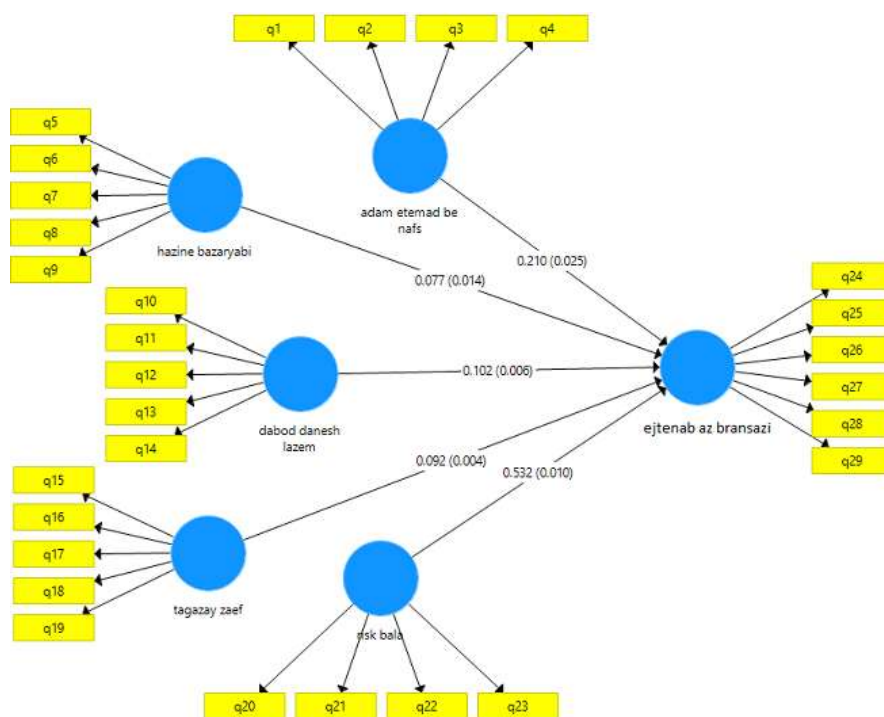 q1
q2
q3
q4
q5
q6
q7
q8
q9
hazine bazaryabi
adam etemad be
nafs
0.210 (0.025)
0.077 (0.014)
q10
q11
q12
q13
q14
dabod danesh
lazem
0.102 (0.006)
q24
q25
q26
q27
q28
q29
ejtenab az bransazi
0.092 (0.004)
0.532 (0.010)
q15
q16
q17
q18
q19
tagazay zaef
risk bala
q20
q21
q22
q23